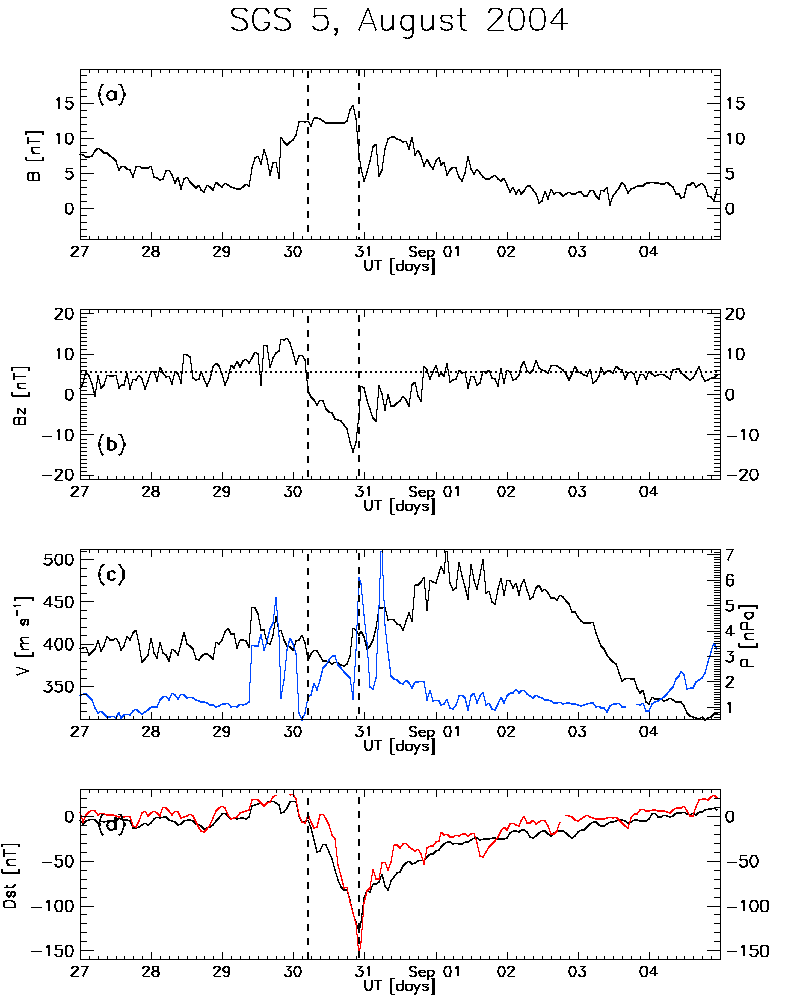 SGS 5, August 2004
(a)
B [nT]
15 10 5 0
15 10 5 0
27 28 29 30 31 Sep 01 02 03 04
UT [days]
(b)
Bz [nT]
20 10 0 −10 −20
20 10 0 −10 −20
27 28 29 30 31 Sep 01 02 03 04
UT [days]
(c)
V [m s⁻¹]
500 450 400 350
7 6 5 4 3 2 1
P [nPa]
27 28 29 30 31 Sep 01 02 03 04
UT [days]
(d)
Dst [nT]
0 −50 −100 −150
0 −50 −100 −150
27 28 29 30 31 Sep 01 02 03 04
UT [days]